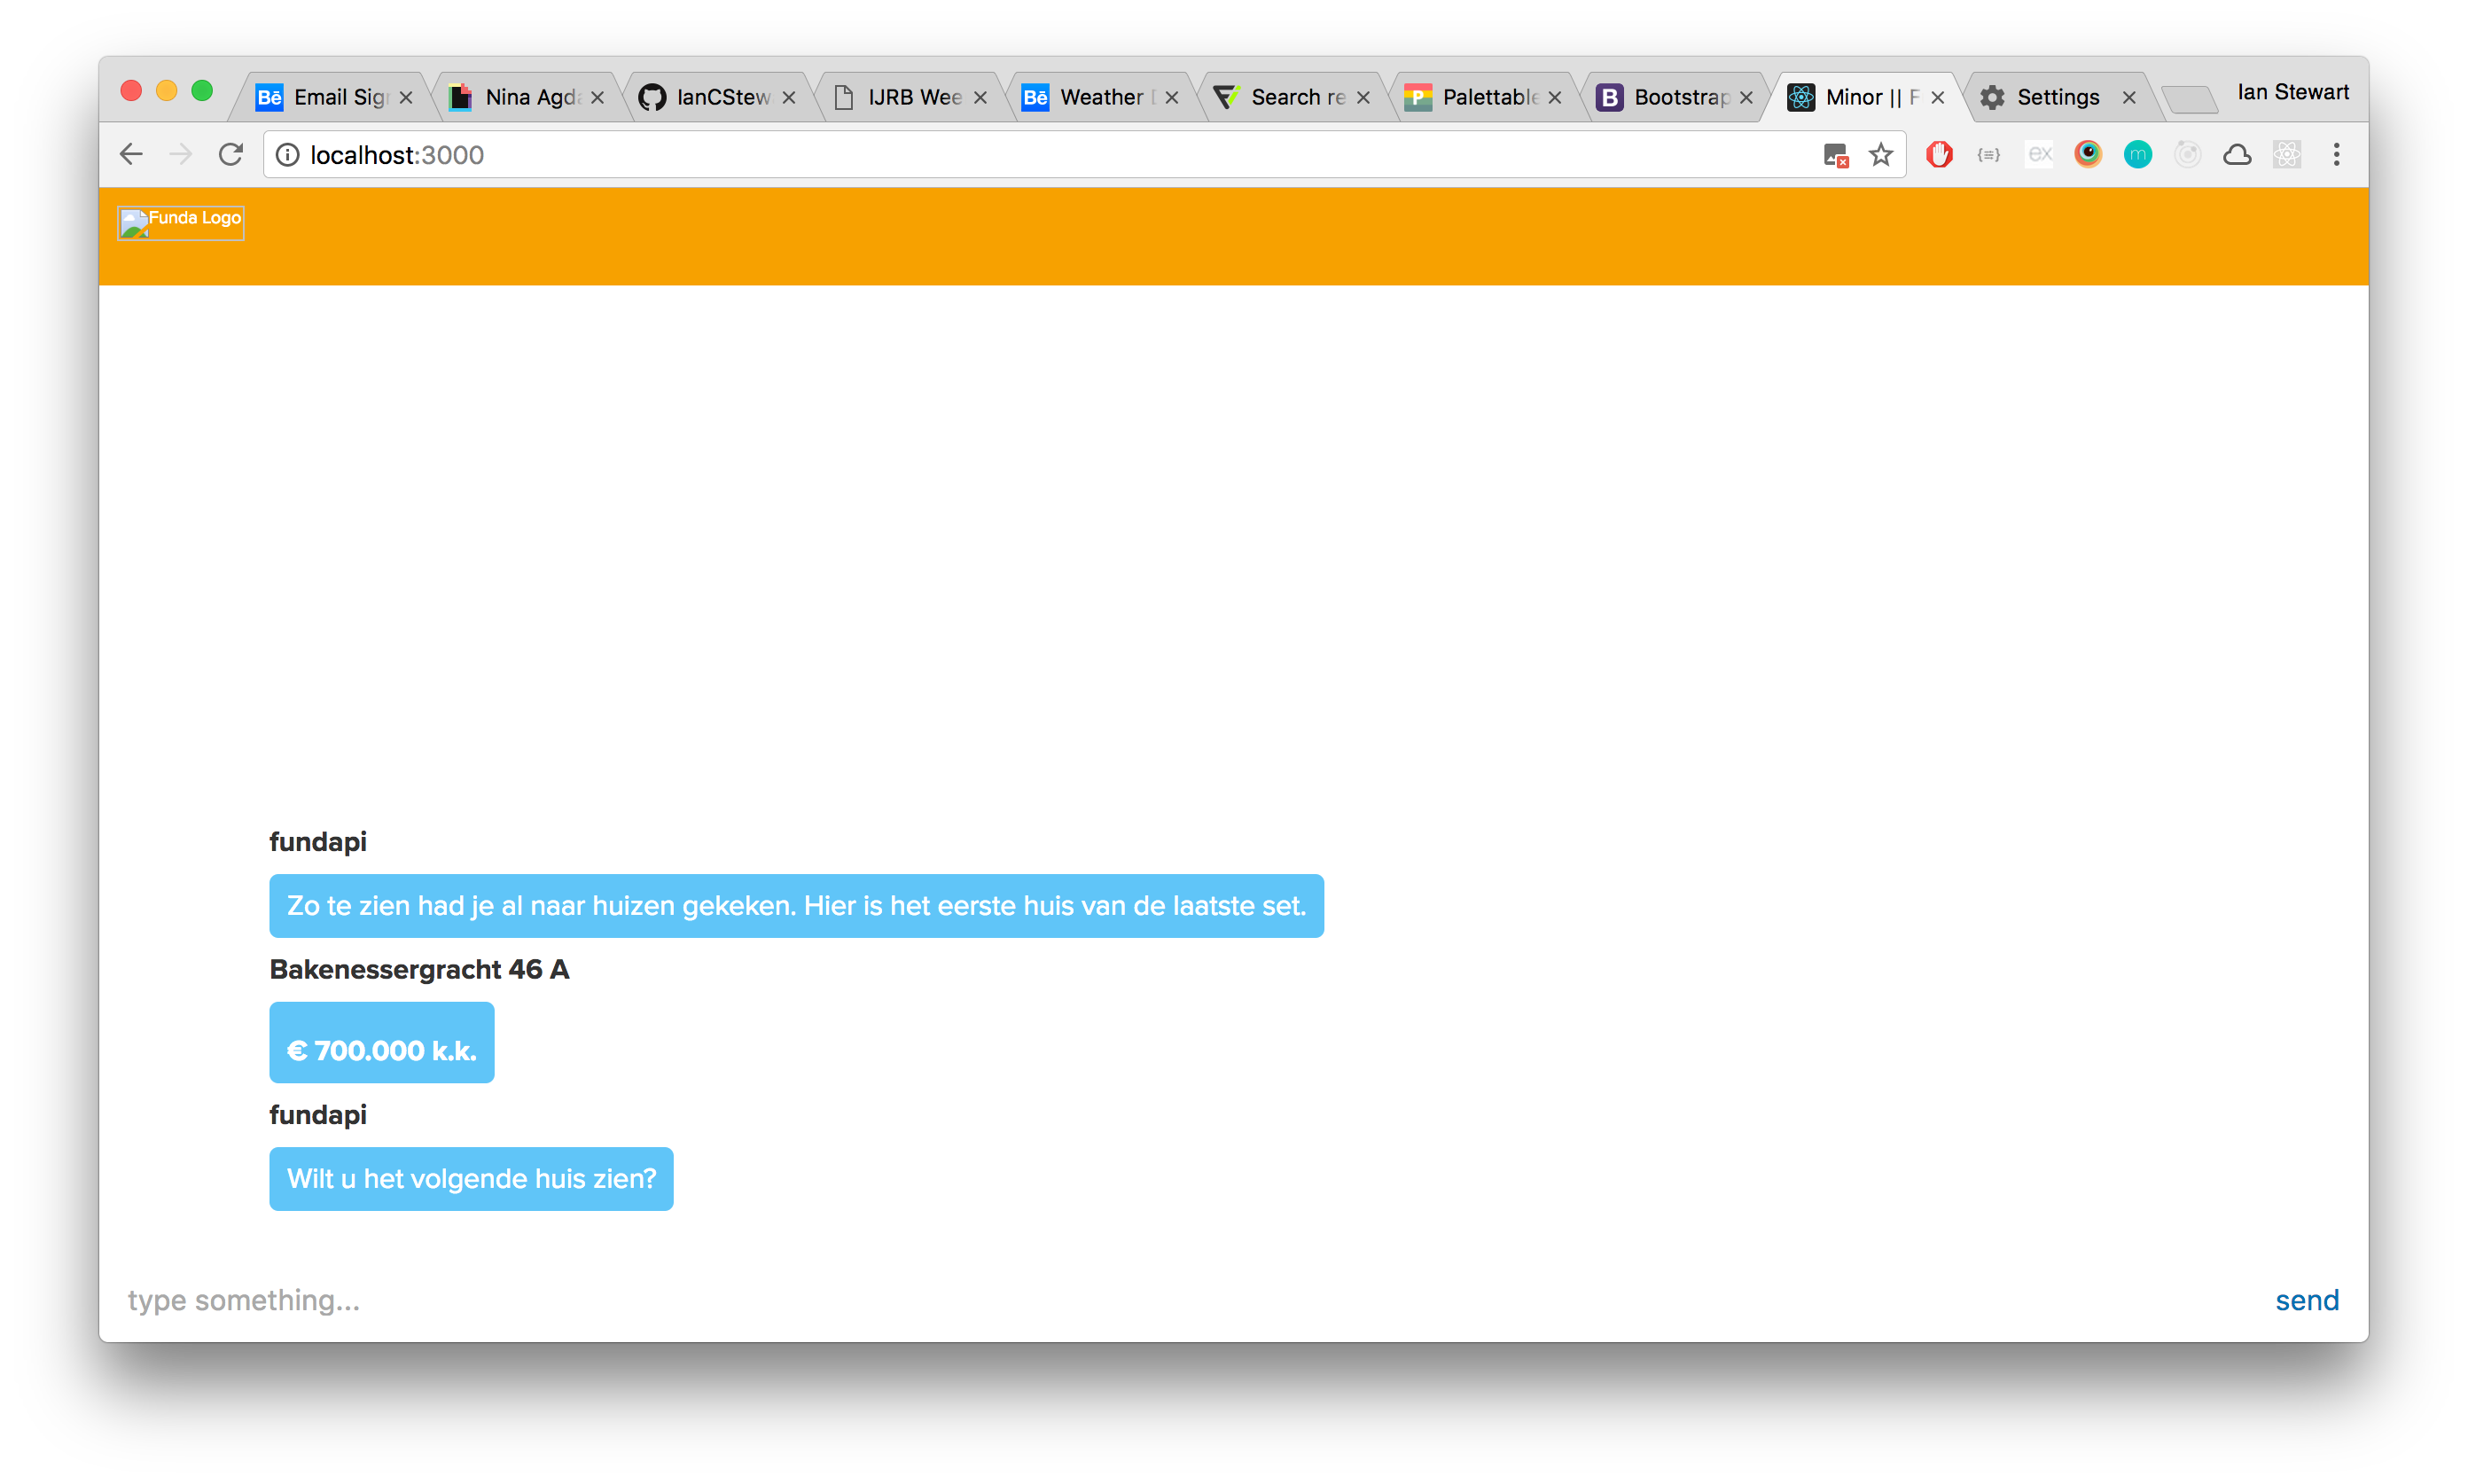 Email Sig
Nina Agda
IanCStew
IJRB Wee
Weather D
Search re
Palettable
Bootstrap
Minor || F
Settings
Ian Stewart
localhost:3000
Funda Logo
fundapi
Zo te zien had je al naar huizen gekeken. Hier is het eerste huis van de laatste set.
Bakenessergracht 46 A
€ 700.000 k.k.
fundapi
Wilt u het volgende huis zien?
type something...
send